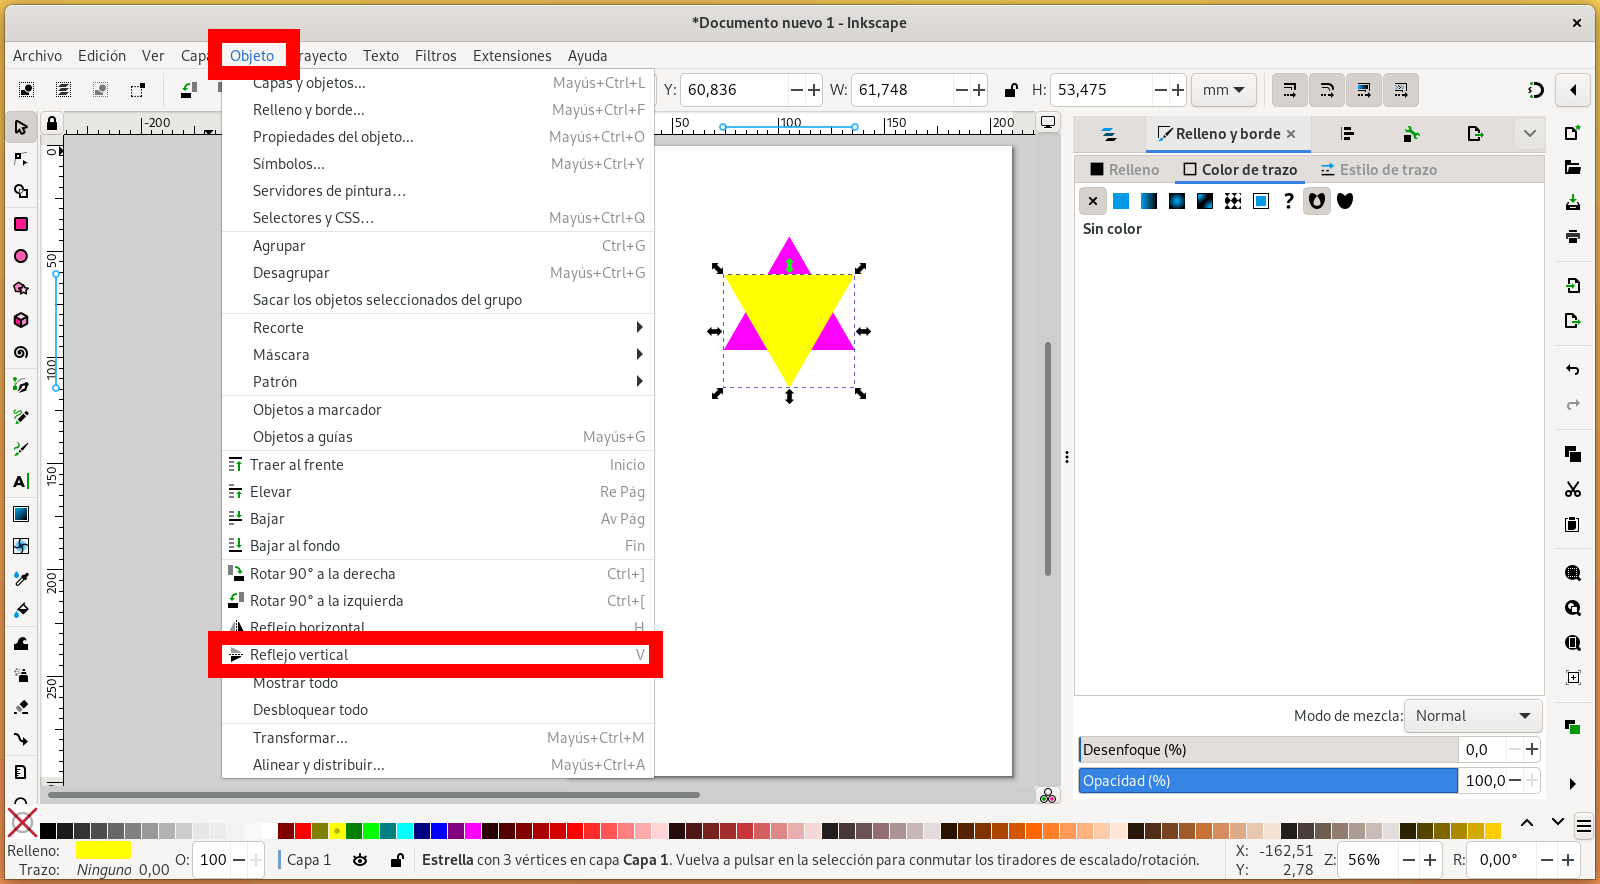 *Documento nuevo 1 - Inkscape
Archivo Edición Ver Capa Objeto Trayecto Texto Filtros Extensiones Ayuda
Y: 60,836 W: 61,748 H: 53,475 mm
Capas y objetos... Mayús+Ctrl+L
Relleno y borde... Mayús+Ctrl+F
Propiedades del objeto... Mayús+Ctrl+O
Símbolos... Mayús+Ctrl+Y
Servidores de pintura...
Selectores y CSS... Mayús+Ctrl+Q
Agrupar Ctrl+G
Desagrupar Mayús+Ctrl+G
Sacar los objetos seleccionados del grupo
Recorte
Máscara
Patrón
Objetos a marcador
Objetos a guías Mayús+G
Traer al frente Inicio
Elevar Re Pág
Bajar Av Pág
Bajar al fondo Fin
Rotar 90° a la derecha Ctrl+]
Rotar 90° a la izquierda Ctrl+[
Reflejo horizontal H
Reflejo vertical V
Mostrar todo
Desbloquear todo
Transformar... Mayús+Ctrl+M
Alinear y distribuir... Mayús+Ctrl+A
-200 50 100 150 200
0
50
100
150
200
250
Relleno y borde
Relleno Color de trazo Estilo de trazo
Sin color
Modo de mezcla: Normal
Desenfoque (%) 0,0
Opacidad (%) 100,0
Relleno:
Trazo: Ninguno 0,00
O: 100
Capa 1
Estrella con 3 vértices en capa Capa 1. Vuelva a pulsar en la selección para conmutar los tiradores de escalado/rotación.
X: -162,51
Y: 2,78
Z: 56%
R: 0,00°